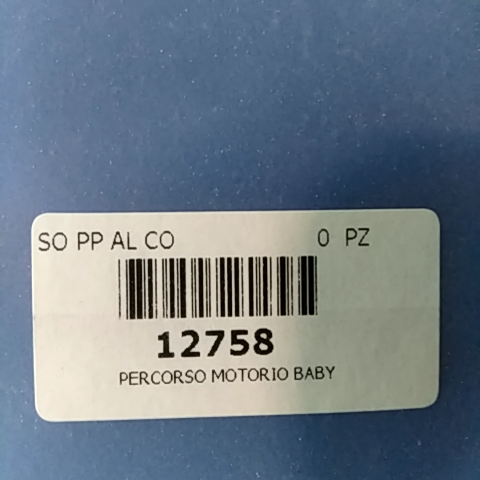 SO PP AL CO 0 PZ
12758
PERCORSO MOTORIO BABY